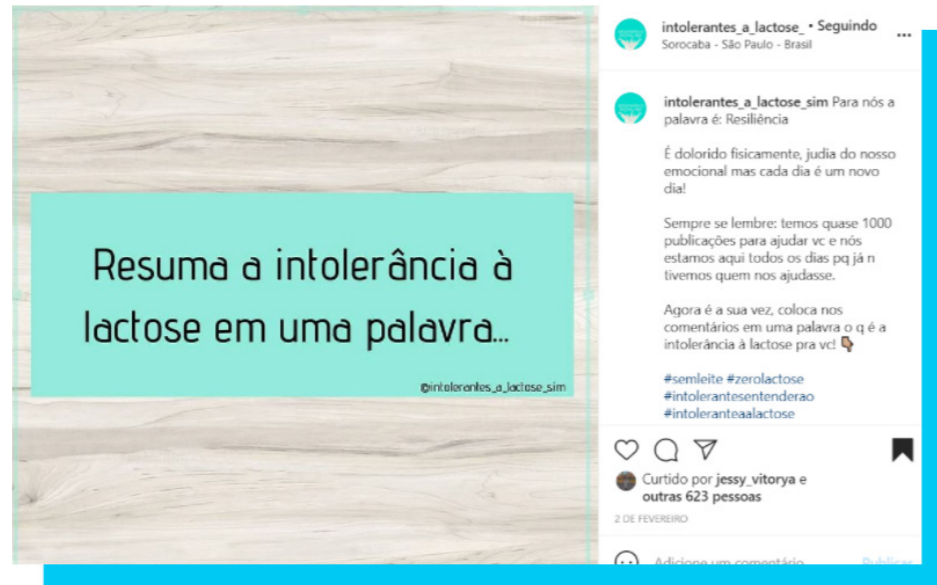 Resuma a intolerância à
lactose em uma palavra...
@intolerantes_a_lactose_sim
intolerantes_a_lactose_ • Seguindo
Sorocaba - São Paulo - Brasil
intolerantes_a_lactose_sim Para nós a
palavra é: Resiliência
É dolorido fisicamente, judia do nosso
emocional mas cada dia é um novo
dia!
Sempre se lembre: temos quase 1000
publicações para ajudar vc e nós
estamos aqui todos os dias pq já n
tivemos quem nos ajudasse.
Agora é a sua vez, coloca nos
comentários em uma palavra o q é a
intolerância à lactose pra vc!
#semleite #zerolactose
#intolerantesentenderao
#intoleranteaalactose
Curtido por jessy_vitorya e
outras 623 pessoas
2 DE FEVEREIRO
Adicione um comentário
Publicar